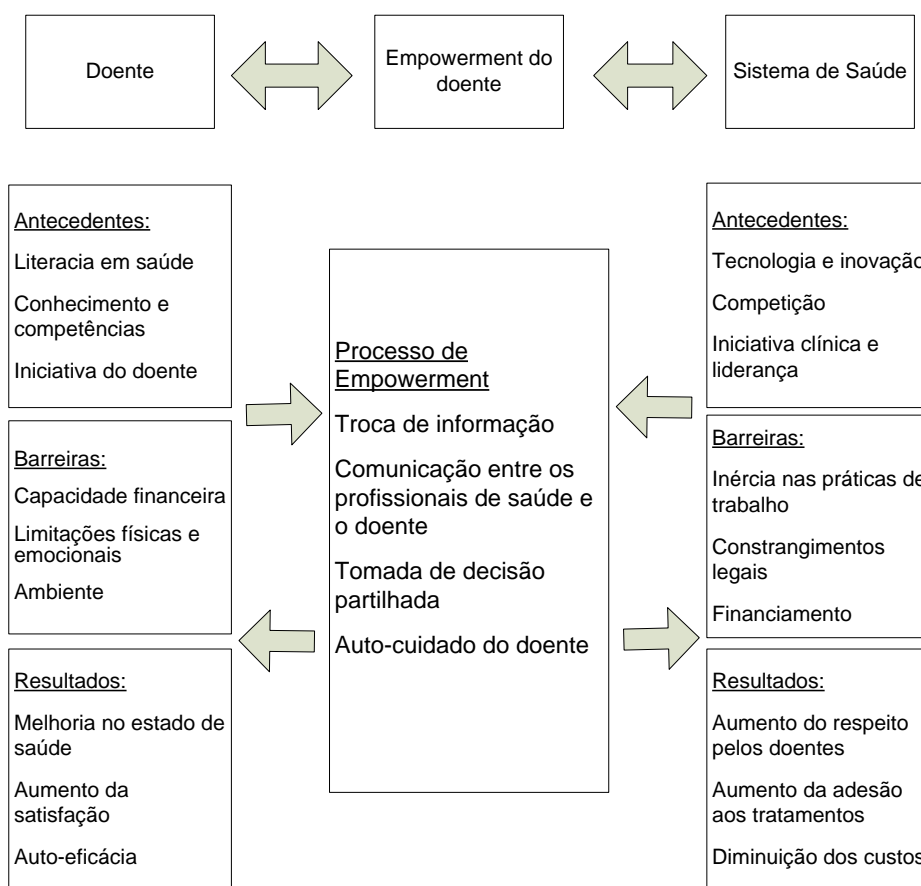 Doente
Empowerment do
doente
Sistema de Saúde
Antecedentes:
Literacia em saúde
Conhecimento e
competências
Iniciativa do doente
Barreiras:
Capacidade financeira
Limitações físicas e
emocionais
Ambiente
Resultados:
Melhoria no estado de
saúde
Aumento da
satisfação
Auto-eficácia
Processo de
Empowerment
Troca de informação
Comunicação entre os
profissionais de saúde e
o doente
Tomada de decisão
partilhada
Auto-cuidado do doente
Antecedentes:
Tecnologia e inovação
Competição
Iniciativa clínica e
liderança
Barreiras:
Inércia nas práticas de
trabalho
Constrangimentos
legais
Financiamento
Resultados:
Aumento do respeito
pelos doentes
Aumento da adesão
aos tratamentos
Diminuição dos custos